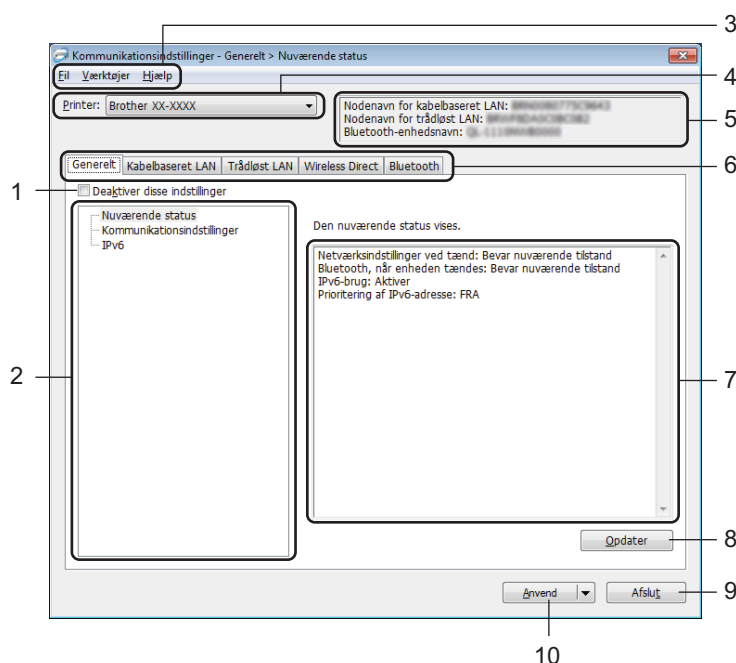 3
Kommunikationsindstillinger - Generelt > Nuværende status
Fil Værktøjer Hjælp
4
Printer: Brother XX-XXXX
Nodenavn for kabelbaseret LAN:
Nodenavn for trådløst LAN:
Bluetooth-enhedsnavn:
5
Generelt Kabelbaseret LAN Trådløst LAN Wireless Direct Bluetooth
6
1
Deaktiver disse indstillinger
Nuværende status
Kommunikationsindstillinger
IPv6
2
Den nuværende status vises.
Netværksindstillinger ved tænd: Bevar nuværende tilstand
Bluetooth, når enheden tændes: Bevar nuværende tilstand
IPv6-brug: Aktiver
Prioritering af IPv6-adresse: FRA
7
Opdater
8
Anvend
Afslut
9
10